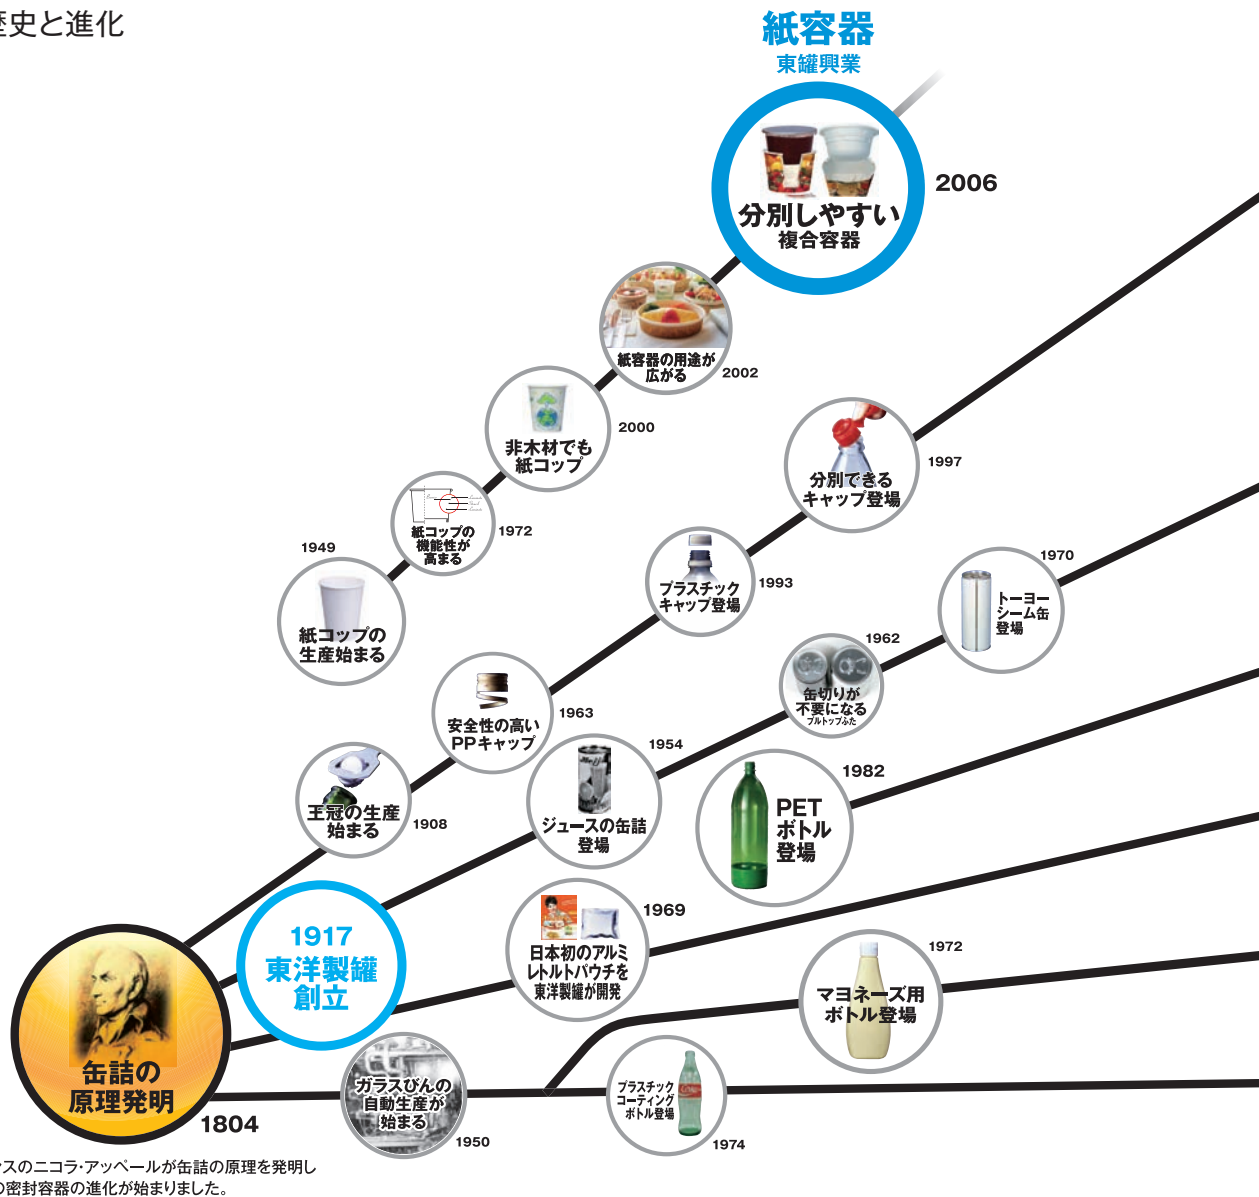 歴史と進化
紙容器
東罐興業
分別しやすい
複合容器
2006
紙容器の用途が
広がる
2002
非木材でも
紙コップ
2000
紙コップの
機能性が
高まる
1972
1949
紙コップの
生産始まる
分別できる
キャップ登場
1997
プラスチック
キャップ登場
1993
安全性の高い
PPキャップ
1963
王冠の生産
始まる
1908
トーヨー
シーム缶
登場
1970
缶切りが
不要になる
プルトップふた
1962
ジュースの缶詰
登場
1954
PET
ボトル
登場
1982
1917
東洋製罐
創立
日本初のアルミ
レトルトパウチを
東洋製罐が開発
1969
マヨネーズ用
ボトル登場
1972
缶詰の
原理発明
1804
ガラスびんの
自動生産が
始まる
1950
プラスチック
コーティング
ボトル登場
1974
ンスのニコラ・アッペールが缶詰の原理を発明し
の密封容器の進化が始まりました。